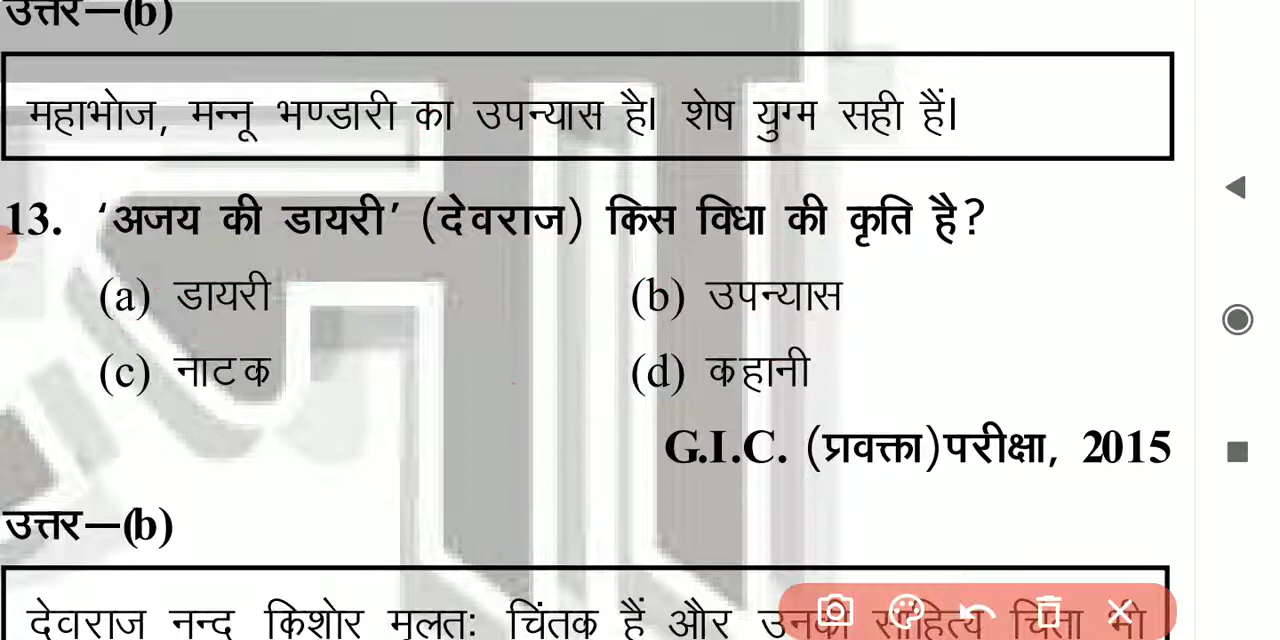 उत्तर—(b)
महाभोज, मन्नू भण्डारी का उपन्यास है। शेष युग्म सही हैं।
13. ‘अजय की डायरी’ (देवराज) किस विधा की कृति है?
(a) डायरी (b) उपन्यास
(c) नाटक (d) कहानी
G.I.C. (प्रवक्ता)परीक्षा, 2015
उत्तर—(b)
देवराज नन्द किशोर मूलतः चिंतक हैं और उनकी साहित्य चिंता